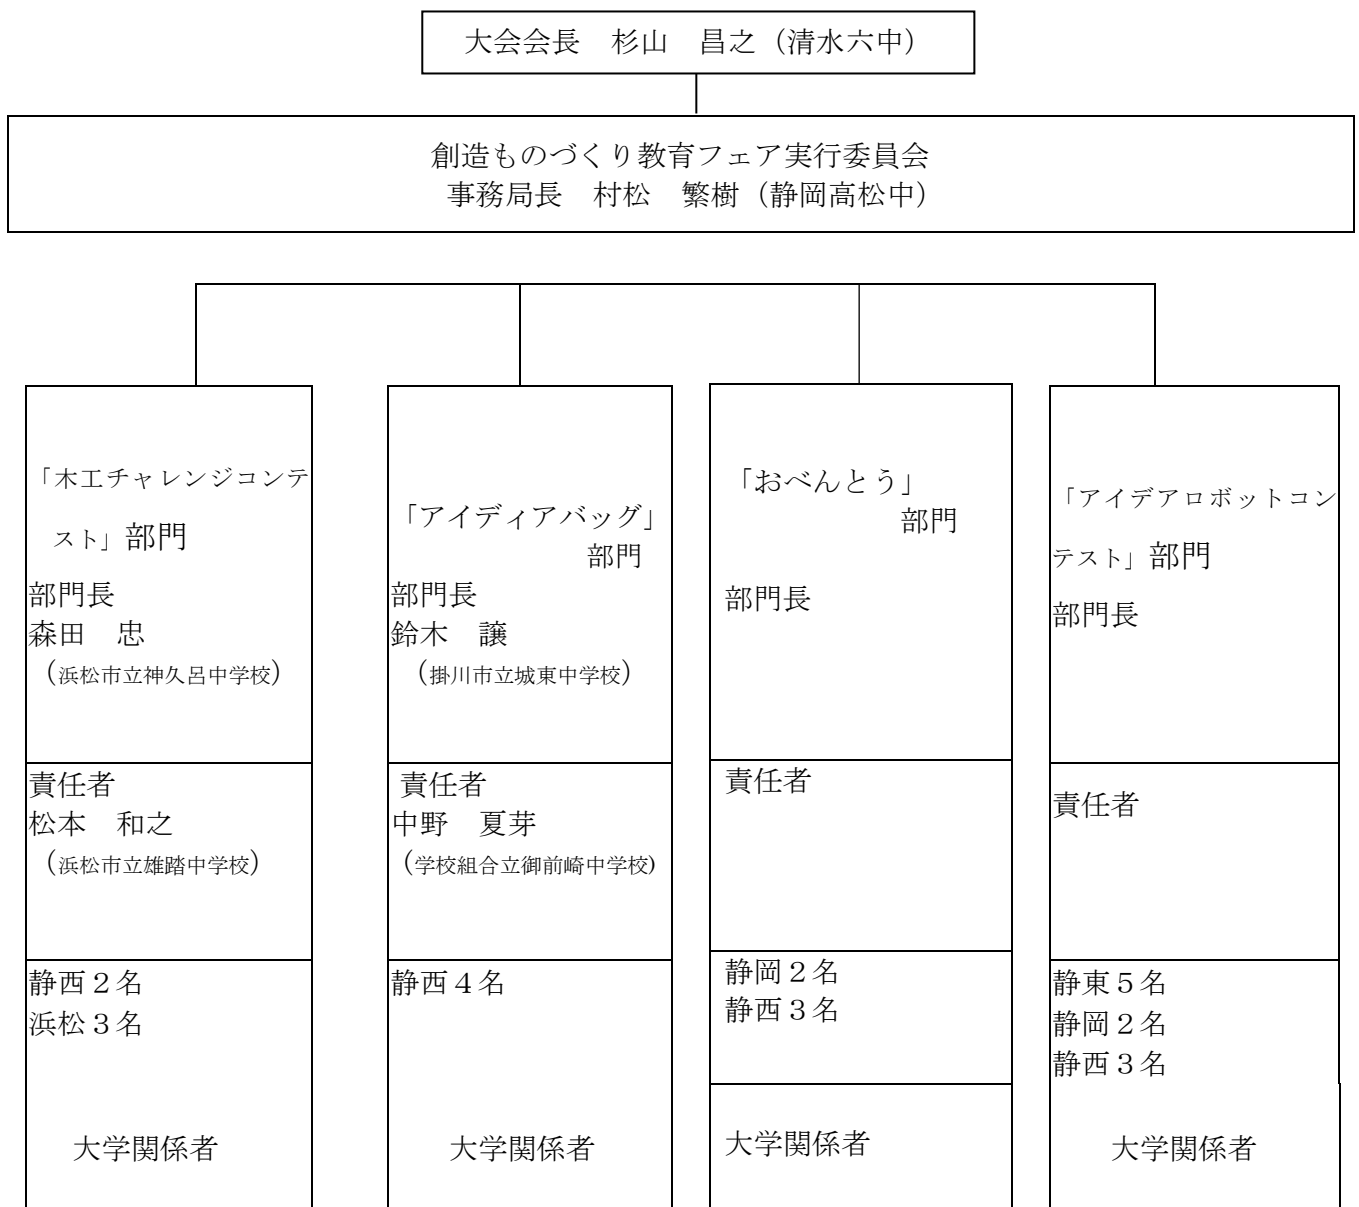 大会会長　杉山　昌之（清水六中）
創造ものづくり教育フェア実行委員会
事務局長　村松　繁樹（静岡高松中）
「木工チャレンジコンテ
スト」部門
部門長
森田　忠
（浜松市立神久呂中学校）
責任者
松本　和之
（浜松市立雄踏中学校）
静西２名
浜松３名
大学関係者
「アイディアバッグ」
部門
部門長
鈴木　譲
（掛川市立城東中学校）
責任者
中野　夏芽
（学校組合立御前崎中学校）
静西４名
大学関係者
「おべんとう」
部門
部門長
責任者
静岡２名
静西３名
大学関係者
「アイデアロボットコン
テスト」部門
部門長
責任者
静東５名
静岡２名
静西３名
大学関係者